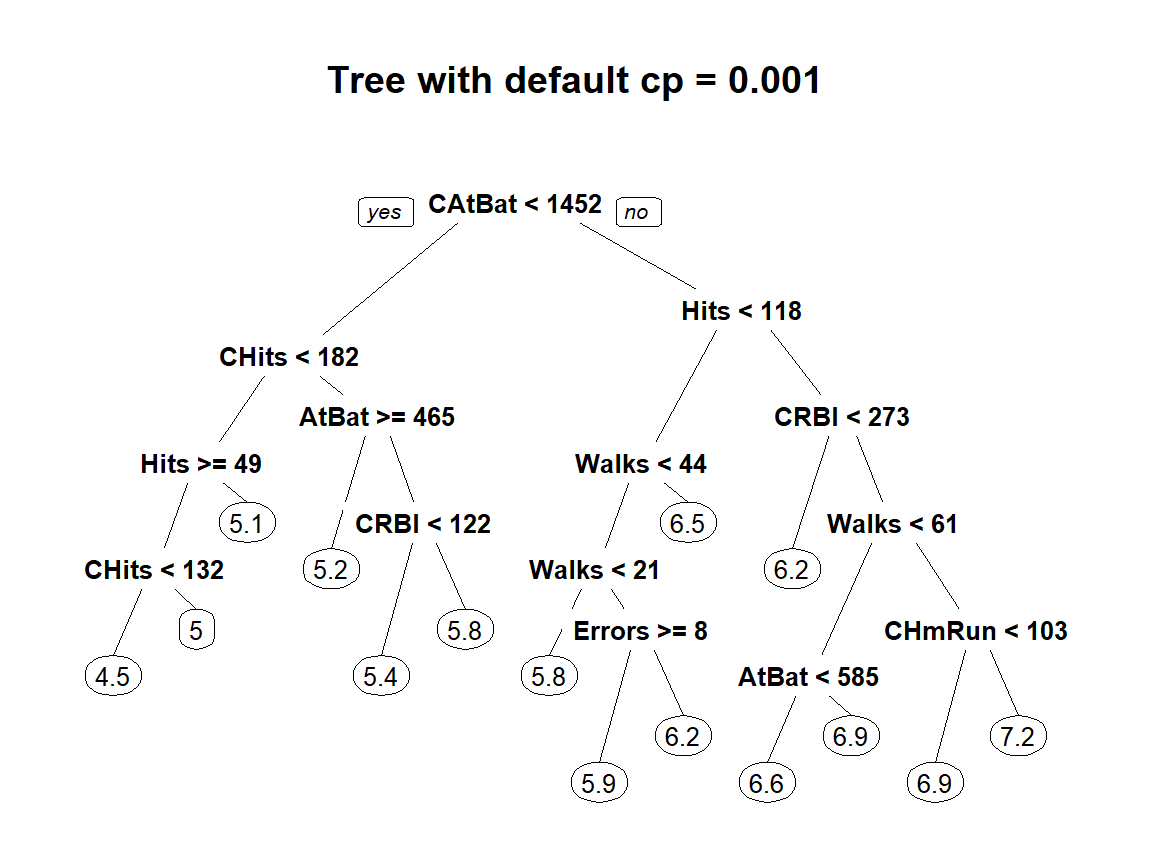 Tree with default cp = 0.001
yes CAtBat < 1452 no
Hits < 118
CHits < 182
AtBat >= 465 CRBI < 273
Hits >= 49 Walks < 44
5.1 CRBI < 122 6.5 Walks < 61
CHits < 132 5.2 Walks < 21 6.2
5 5.8 Errors >= 8 CHmRun < 103
4.5 5.4 5.8 AtBat < 585
6.2 6.9 7.2
5.9 6.6 6.9